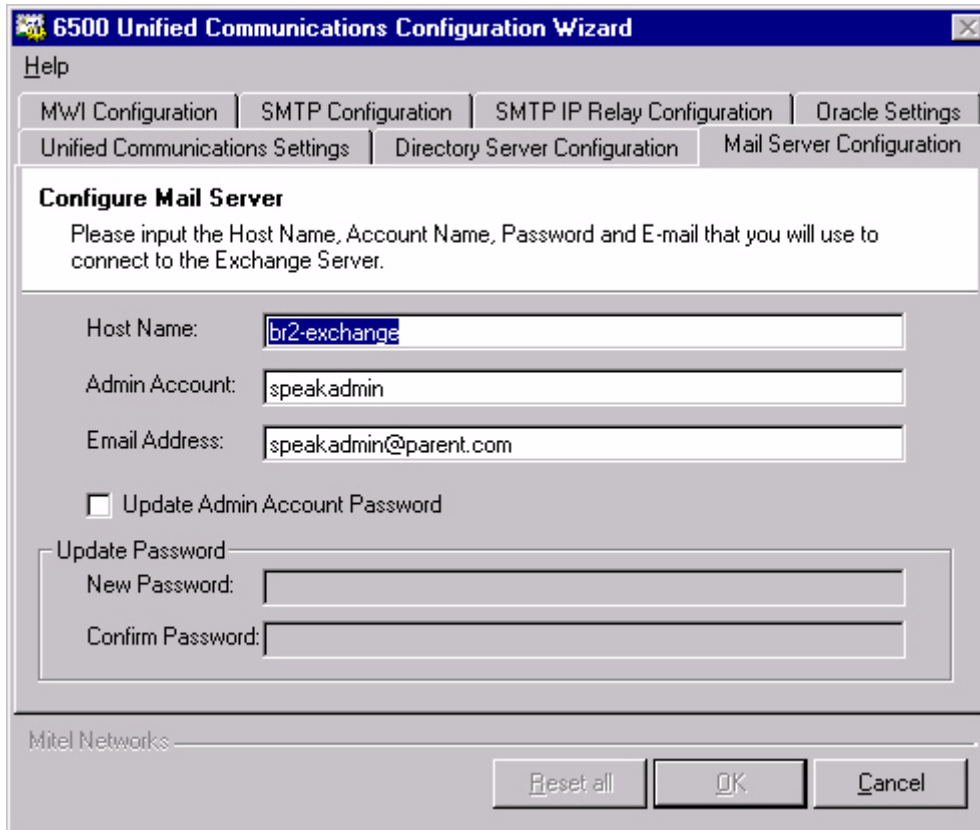 6500 Unified Communications Configuration Wizard
Help
MWI Configuration SMTP Configuration SMTP IP Relay Configuration Oracle Settings
Unified Communications Settings Directory Server Configuration Mail Server Configuration
Configure Mail Server
Please input the Host Name, Account Name, Password and E-mail that you will use to
connect to the Exchange Server.
Host Name: br2-exchange
Admin Account: speakadmin
Email Address: speakadmin@parent.com
Update Admin Account Password
Update Password
New Password:
Confirm Password:
Mitel Networks
Reset all OK Cancel